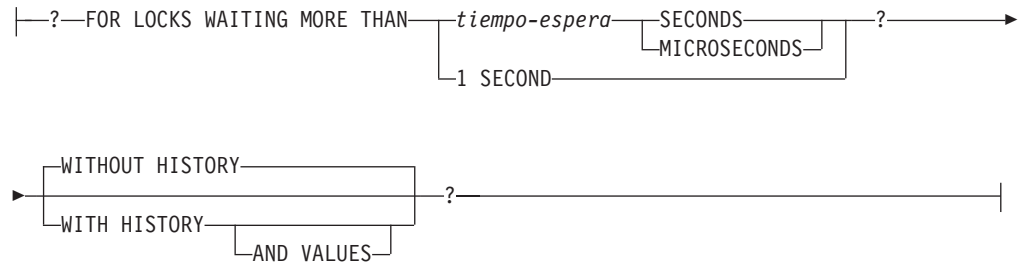 ? FOR LOCKS WAITING MORE THAN tiempo-espera SECONDS ?
MICROSECONDS
1 SECOND
WITHOUT HISTORY
?
WITH HISTORY
AND VALUES